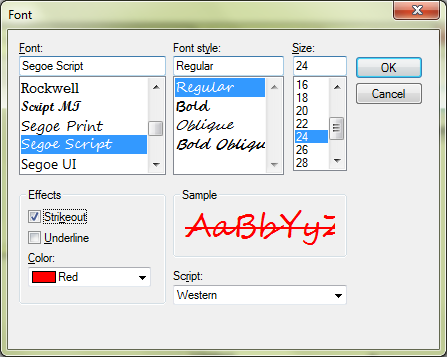 Font
Font: Font style: Size:
Segoe Script Regular 24
Rockwell
Script MT
Segoe Print
Segoe Script
Segoe UI
Regular
Bold
Oblique
Bold Obliqu
16
18
20
22
24
26
28
OK
Cancel
Effects
Strikeout
Underline
Color:
Red
Sample
AaBbYyZ
Script:
Western